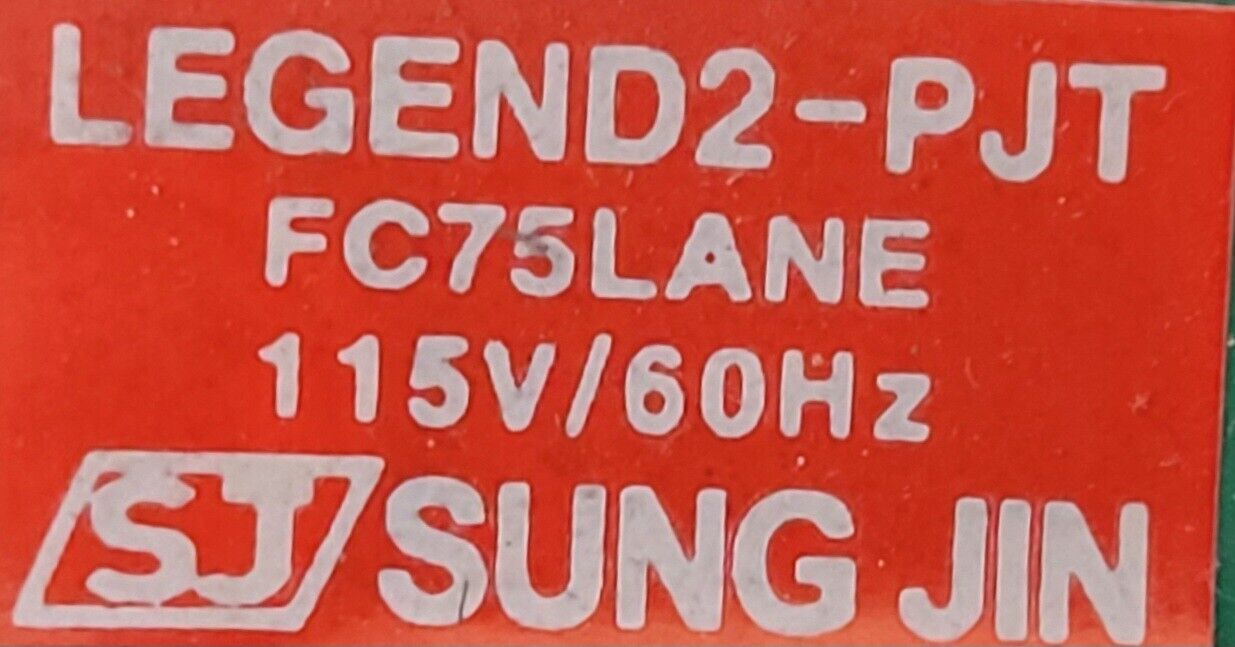 LEGEND2-PJT
FC75LANE
115V/60Hz
SJ SUNG JIN